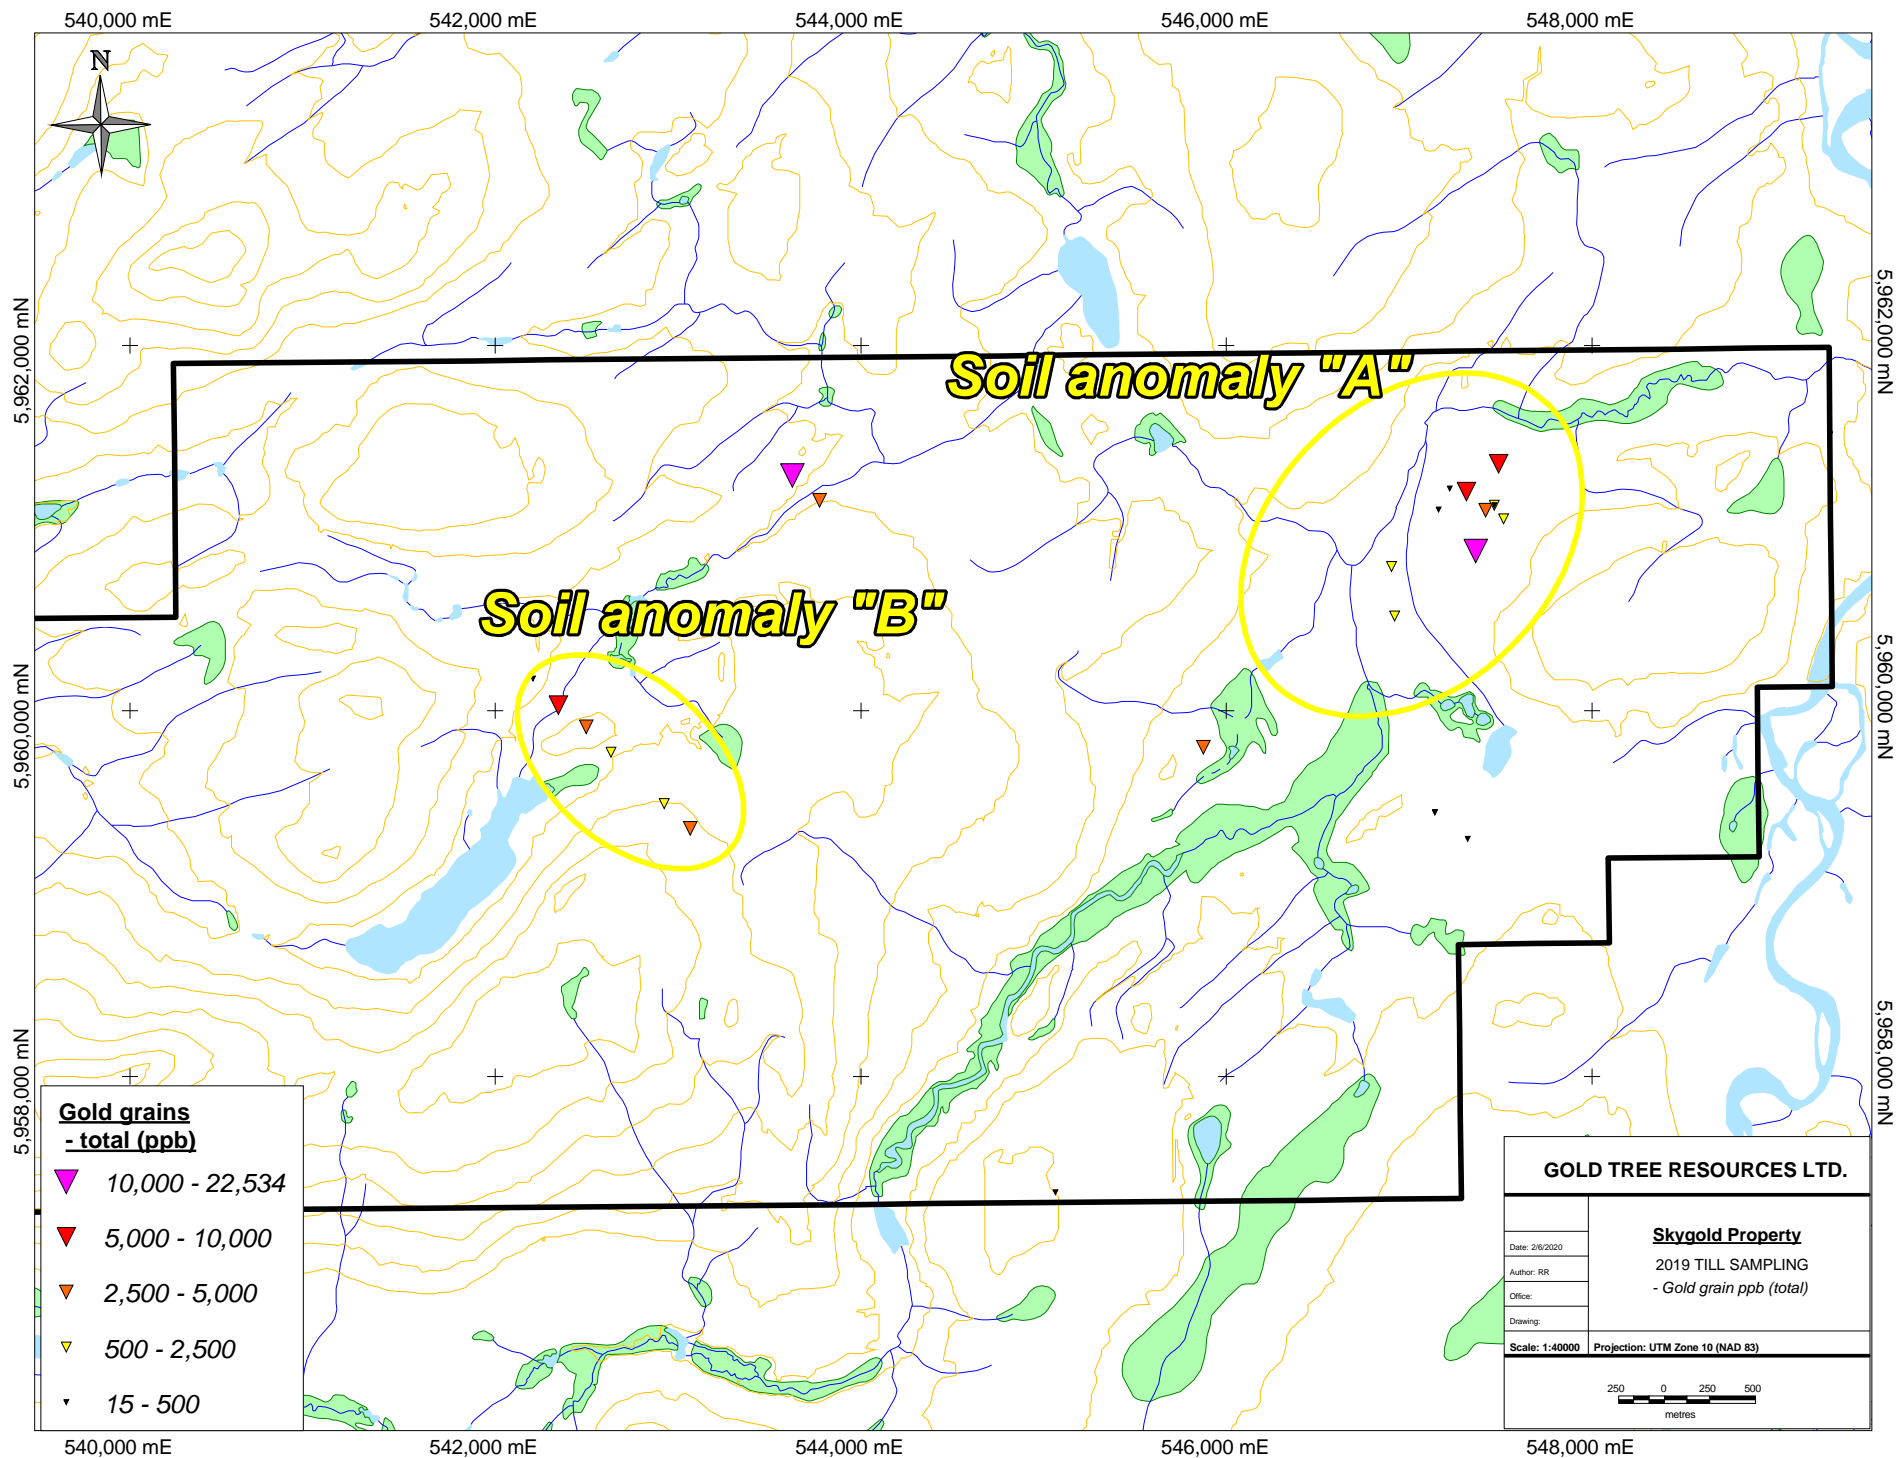 540,000 mE
542,000 mE
544,000 mE
546,000 mE
548,000 mE
N
5,962,000 mN
5,962,000 mN
Soil anomaly "A"
Soil anomaly "B"
5,960,000 mN
5,960,000 mN
5,958,000 mN
5,958,000 mN
Gold grains
- total (ppb)
10,000 - 22,534
5,000 - 10,000
2,500 - 5,000
500 - 2,500
15 - 500
GOLD TREE RESOURCES LTD.
Date: 2/6/2020
Author: RR
Office:
Drawing:
Skygold Property
2019 TILL SAMPLING
- Gold grain ppb (total)
Scale: 1:40000
Projection: UTM Zone 10 (NAD 83)
250 0 250 500
metres
540,000 mE
542,000 mE
544,000 mE
546,000 mE
548,000 mE